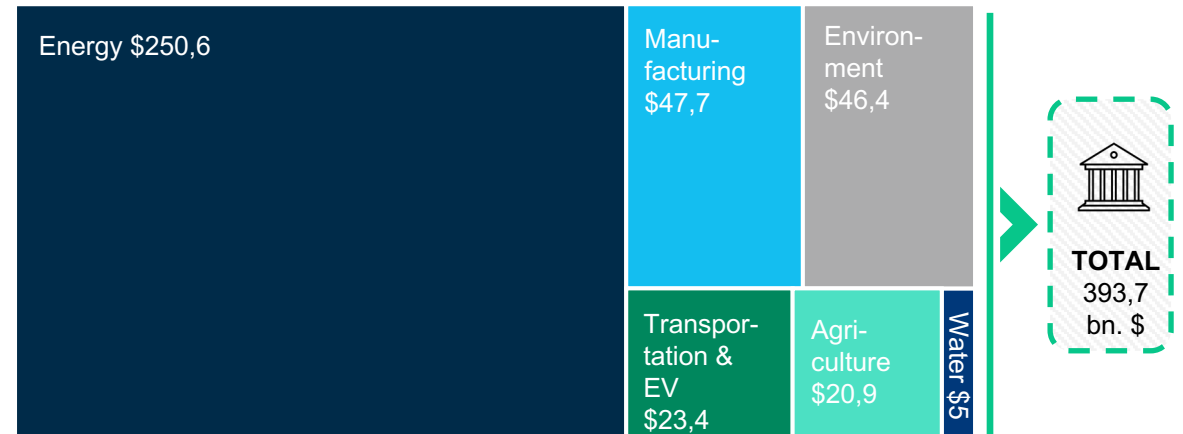 Energy $250,6
Manu-
facturing
$47,7
Environ-
ment
$46,4
Transpor-
tation &
EV
$23,4
Agri-
culture
$20,9
Water $5
TOTAL
393,7
bn. $